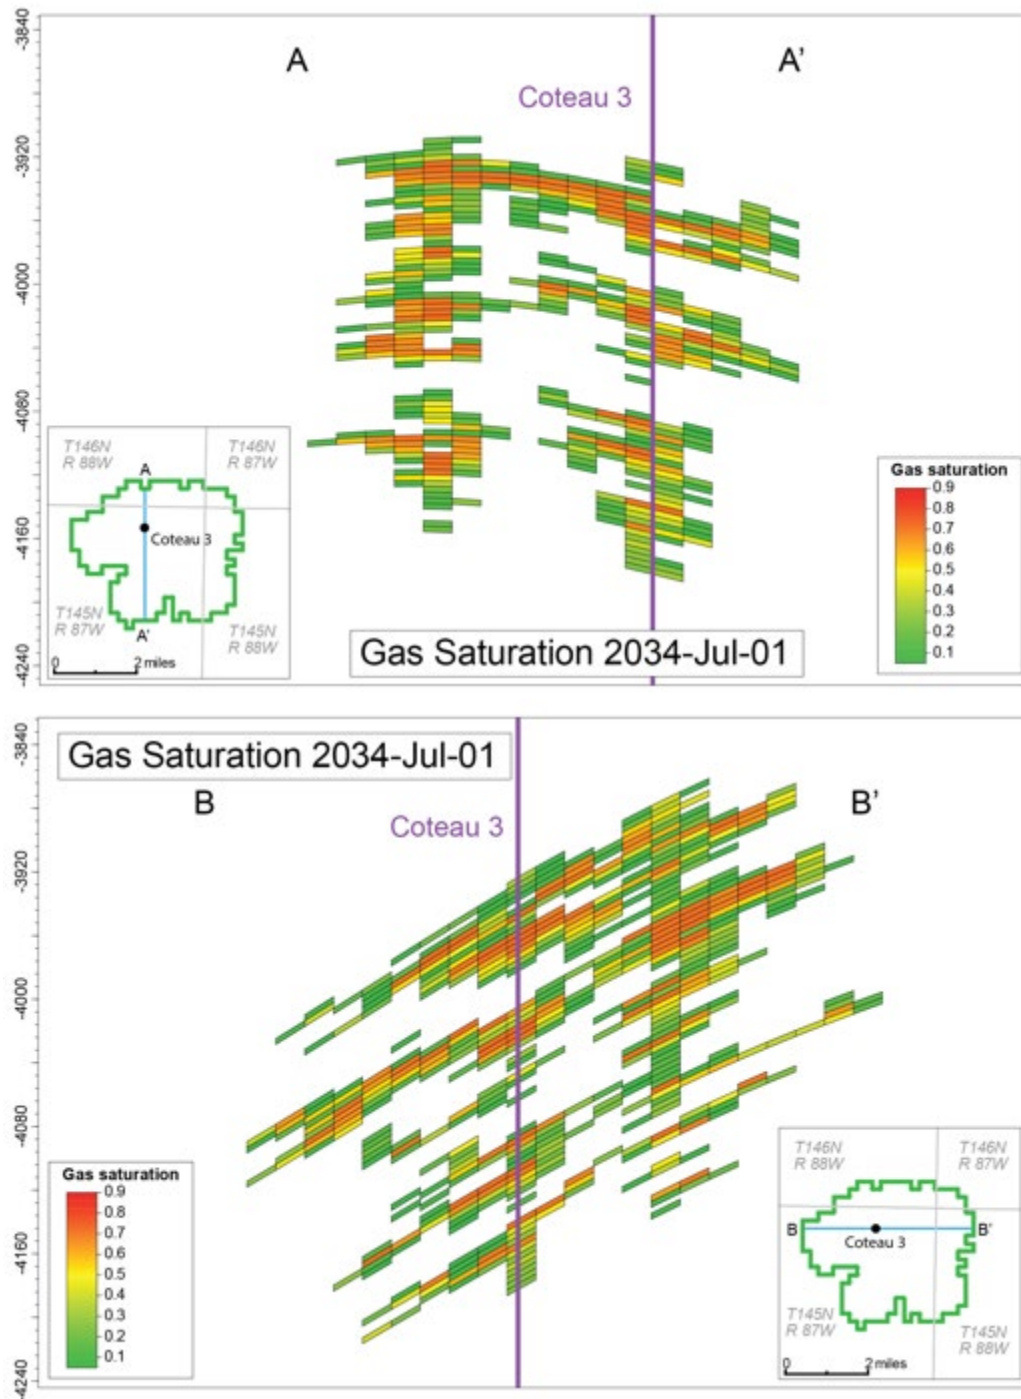 -3840
A
A'
Coteau 3
-3920
-4000
-4080
-4160
-4240
T146N
R 88W
T146N
R 87W
A
Coteau 3
T145N
R 87W
A'
T145N
R 88W
0
2 miles
Gas saturation
0.9
0.8
0.7
0.6
0.5
0.4
0.3
0.2
0.1
Gas Saturation 2034-Jul-01
-3840
Gas Saturation 2034-Jul-01
B
B'
Coteau 3
-3920
-4000
-4080
-4160
-4240
Gas saturation
0.9
0.8
0.7
0.6
0.5
0.4
0.3
0.2
0.1
T146N
R 88W
T146N
R 87W
B
B'
Coteau 3
T145N
R 87W
T145N
R 88W
0
2 miles